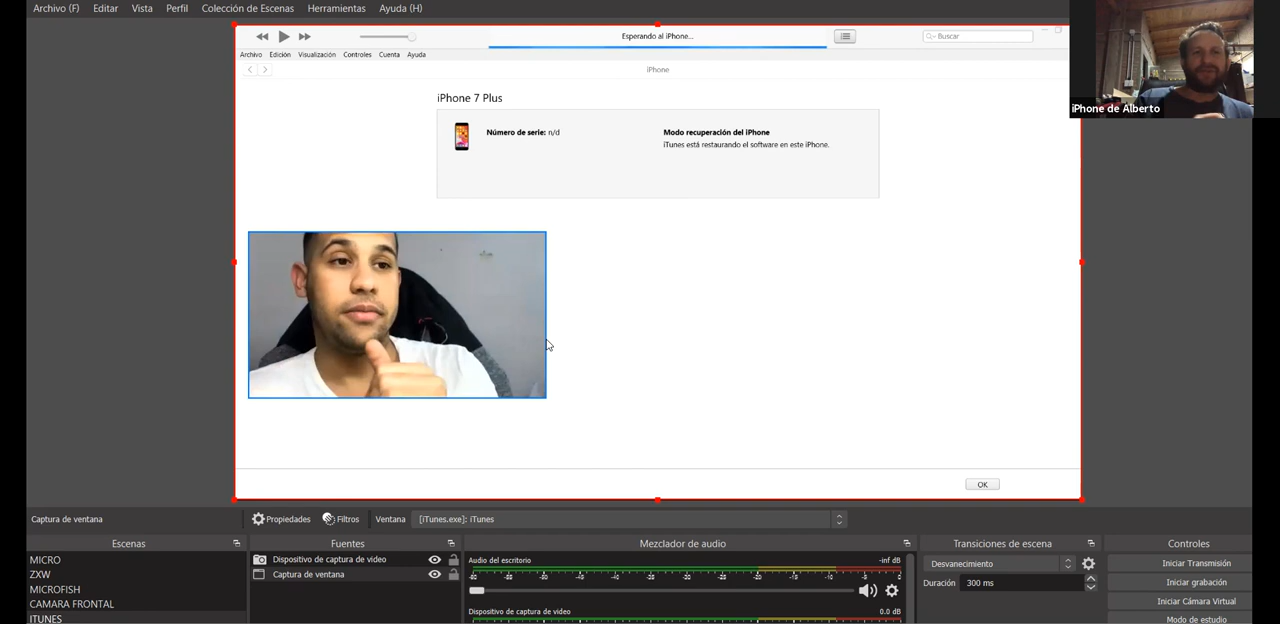 Archivo (F) Editar Vista Perfil Colección de Escenas Herramientas Ayuda (H)
Esperando al iPhone...
Buscar
Archivo Edición Visualización Controles Cuenta Ayuda
iPhone
iPhone de Alberto
iPhone 7 Plus
Número de serie: n/d
Modo recuperación del iPhone
iTunes está restaurando el software en este iPhone.
OK
Captura de ventana
Propiedades Filtros Ventana [iTunes.exe]: iTunes
Escenas Fuentes Mezclador de audio Transiciones de escena Controles
MICRO
ZXW
MICROFISH
CAMARA FRONTAL
ITUNES
Dispositivo de captura de video
Captura de ventana
Audio del escritorio -inf dB
Dispositivo de captura de video 0.0 dB
Desvanecimiento
Duración 300 ms
Iniciar Transmisión
Iniciar grabación
Iniciar Cámara Virtual
Modo de estudio